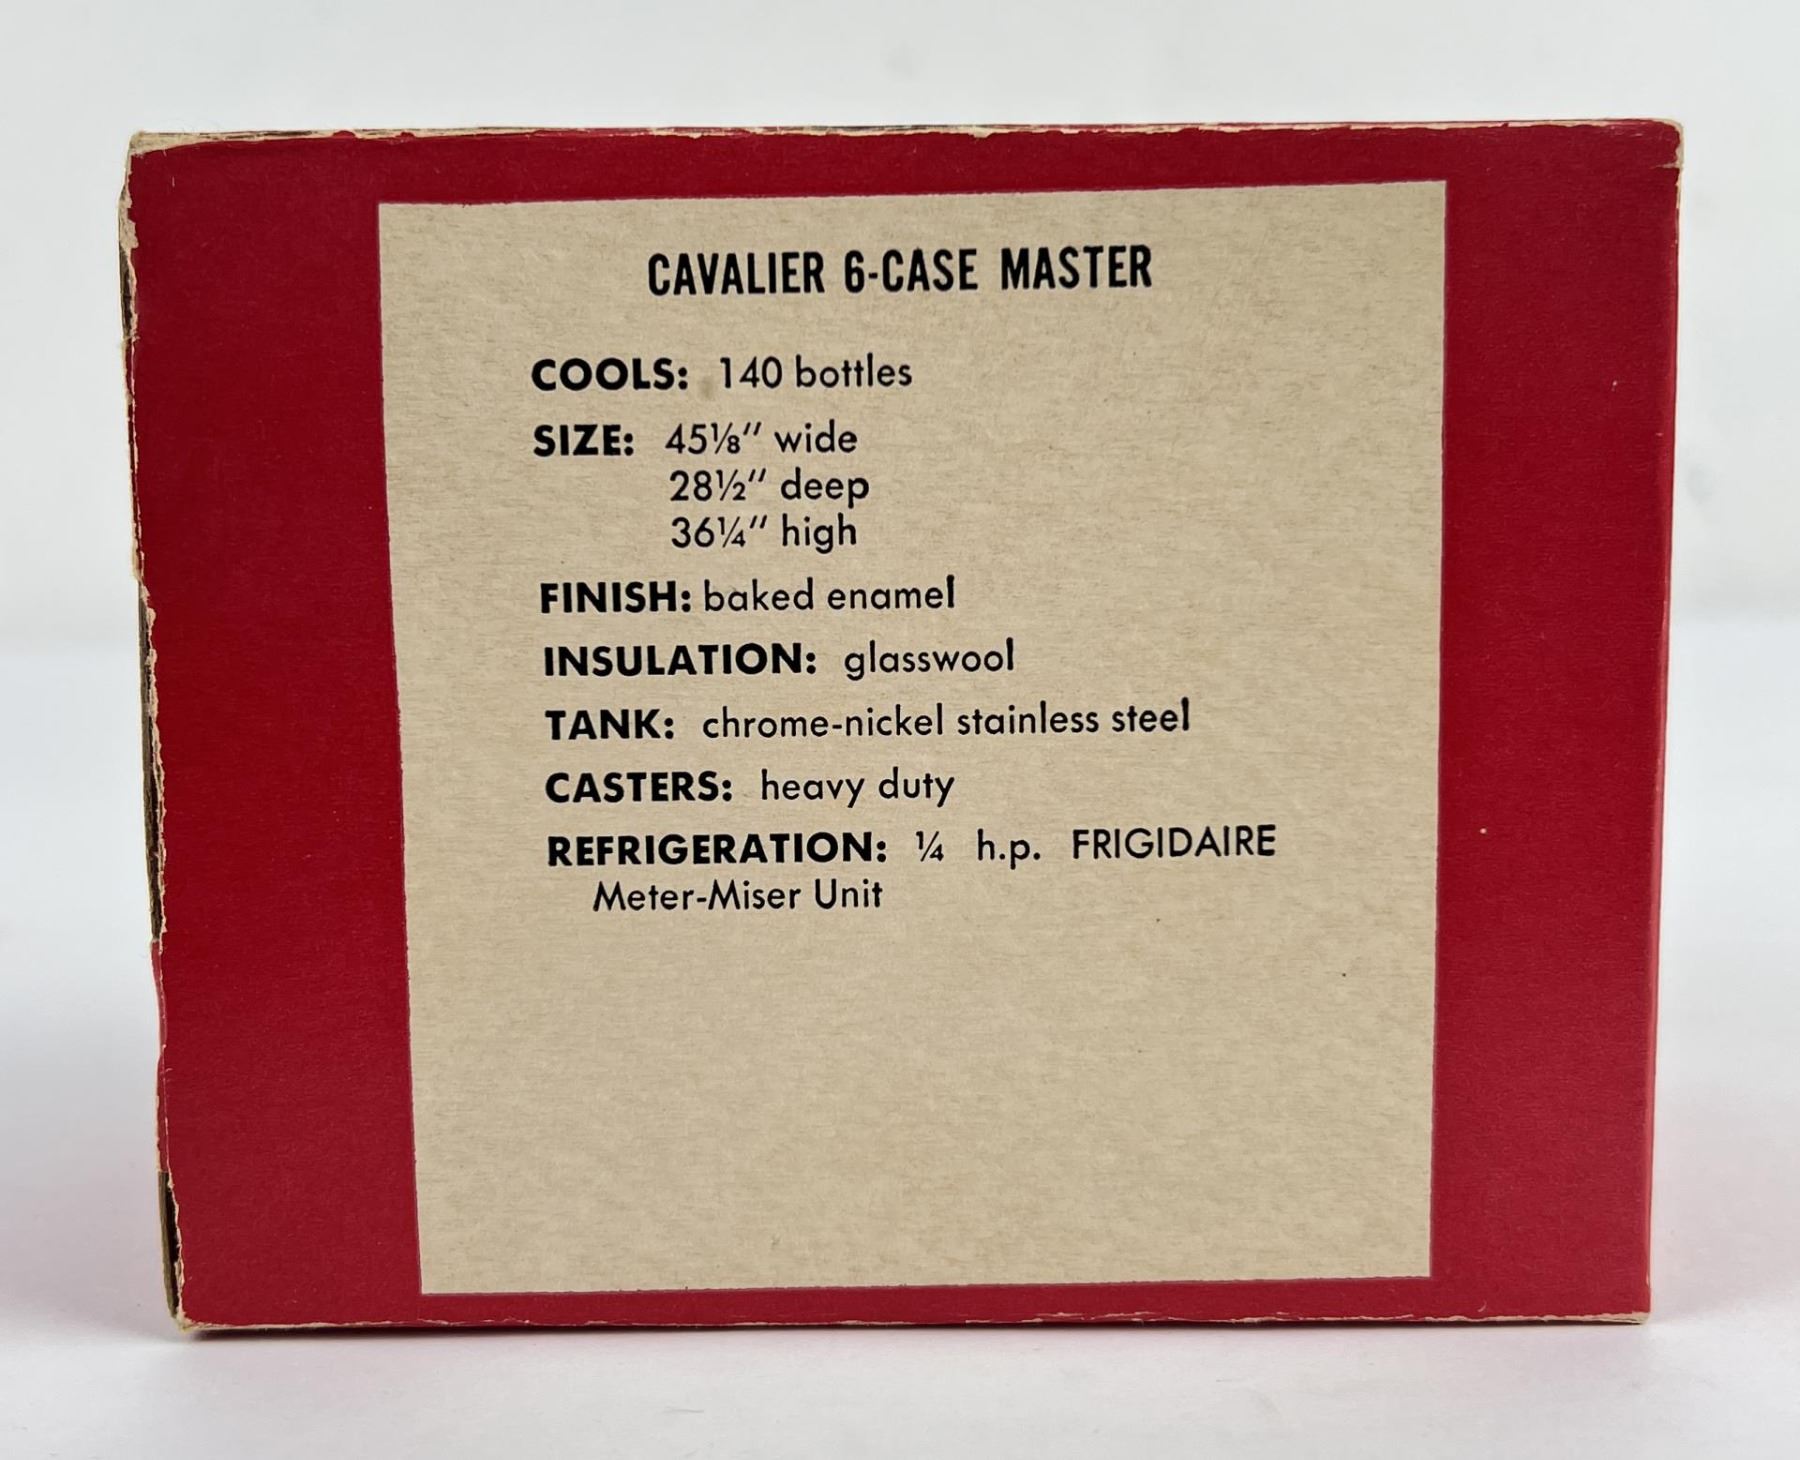 CAVALIER 6-CASE MASTER
COOLS: 140 bottles
SIZE: 45⅛" wide
28½" deep
36¼" high
FINISH: baked enamel
INSULATION: glasswool
TANK: chrome-nickel stainless steel
CASTERS: heavy duty
REFRIGERATION: ¼ h.p. FRIGIDAIRE
Meter-Miser Unit